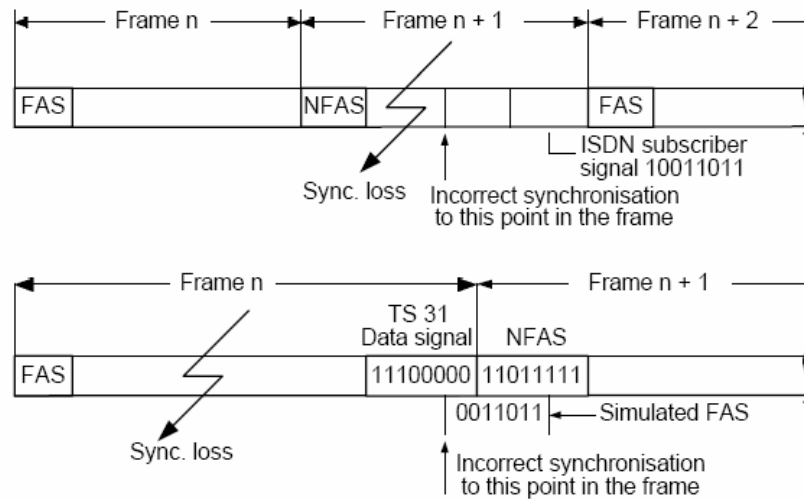 Frame n
Frame n + 1
Frame n + 2
FAS
NFAS
FAS
ISDN subscriber
signal 10011011
Sync. loss
Incorrect synchronisation
to this point in the frame
Frame n
Frame n + 1
TS 31
Data signal
NFAS
FAS
11100000
11011111
0011011
Simulated FAS
Sync. loss
Incorrect synchronisation
to this point in the frame